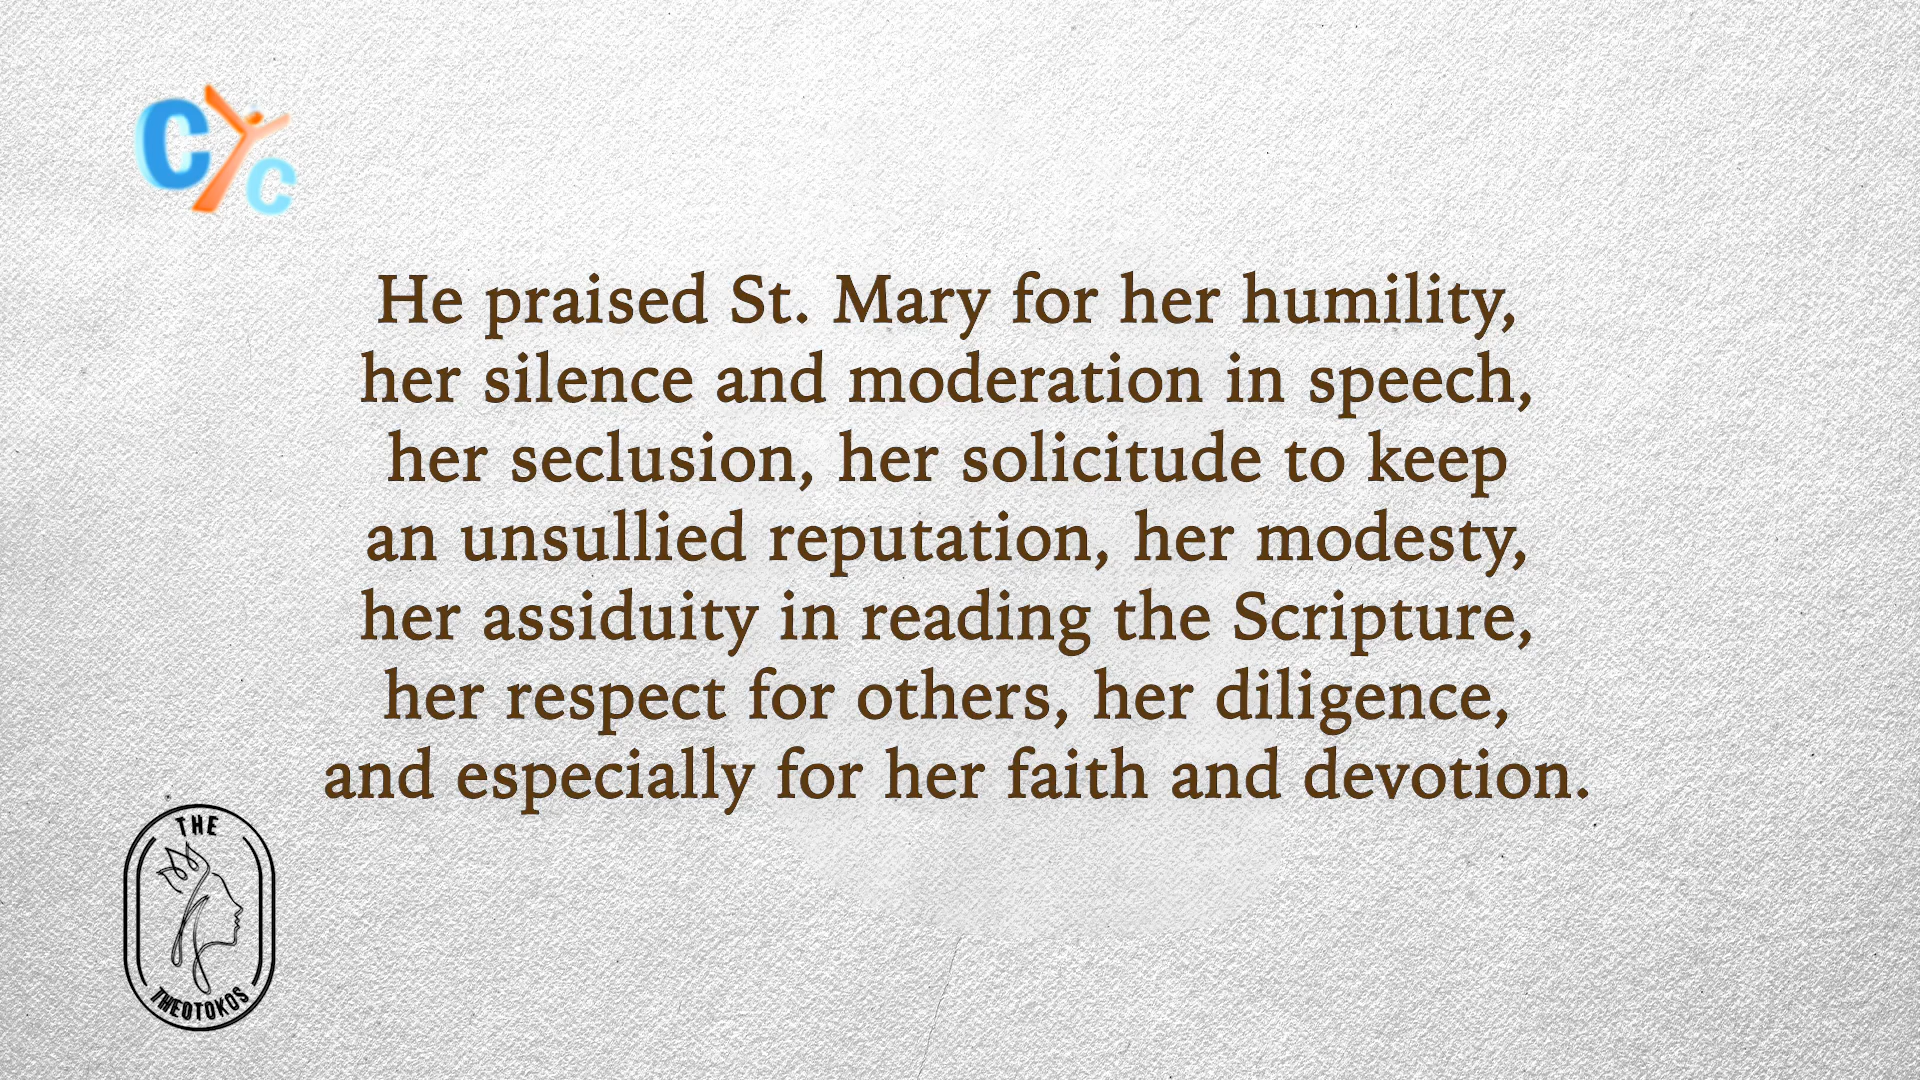 CYC
He praised St. Mary for her humility,
her silence and moderation in speech,
her seclusion, her solicitude to keep
an unsullied reputation, her modesty,
her assiduity in reading the Scripture,
her respect for others, her diligence,
and especially for her faith and devotion.
THE
THEOTOKOS